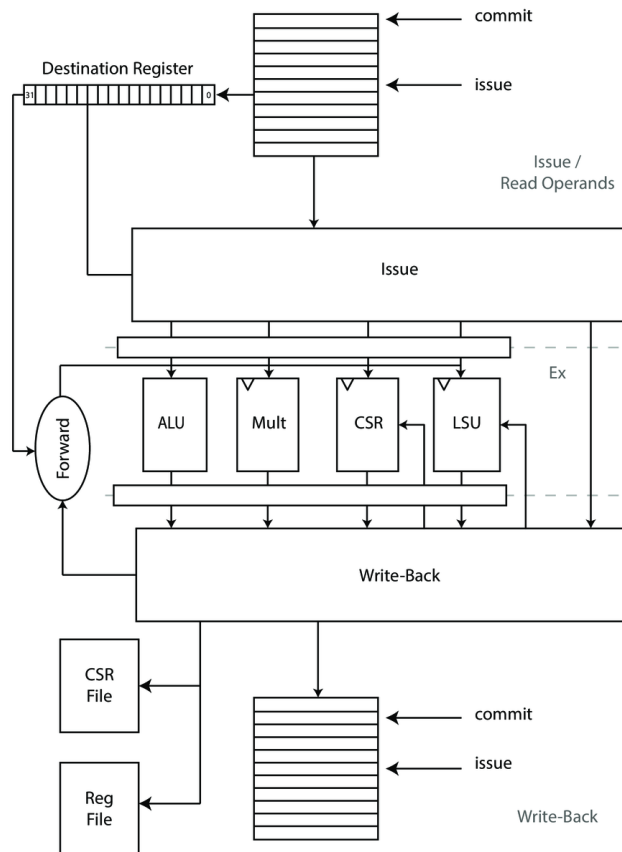 commit
Destination Register
31
0
issue
Issue /
Read Operands
Issue
Ex
ALU
Mult
CSR
LSU
Forward
Write-Back
CSR
File
commit
issue
Reg
File
Write-Back